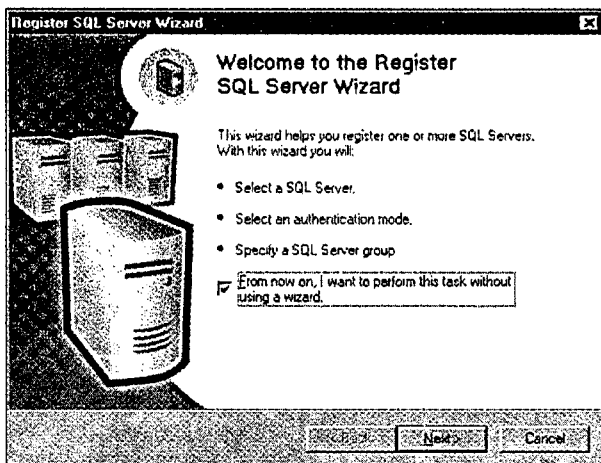 Register SQL Server Wizard
Welcome to the Register
SQL Server Wizard
This wizard helps you register one or more SQL Servers.
With this wizard you will:
• Select a SQL Server.
• Select an authentication mode.
• Specify a SQL Server group
From now on, I want to perform this task without
using a wizard.
< Back Next > Cancel